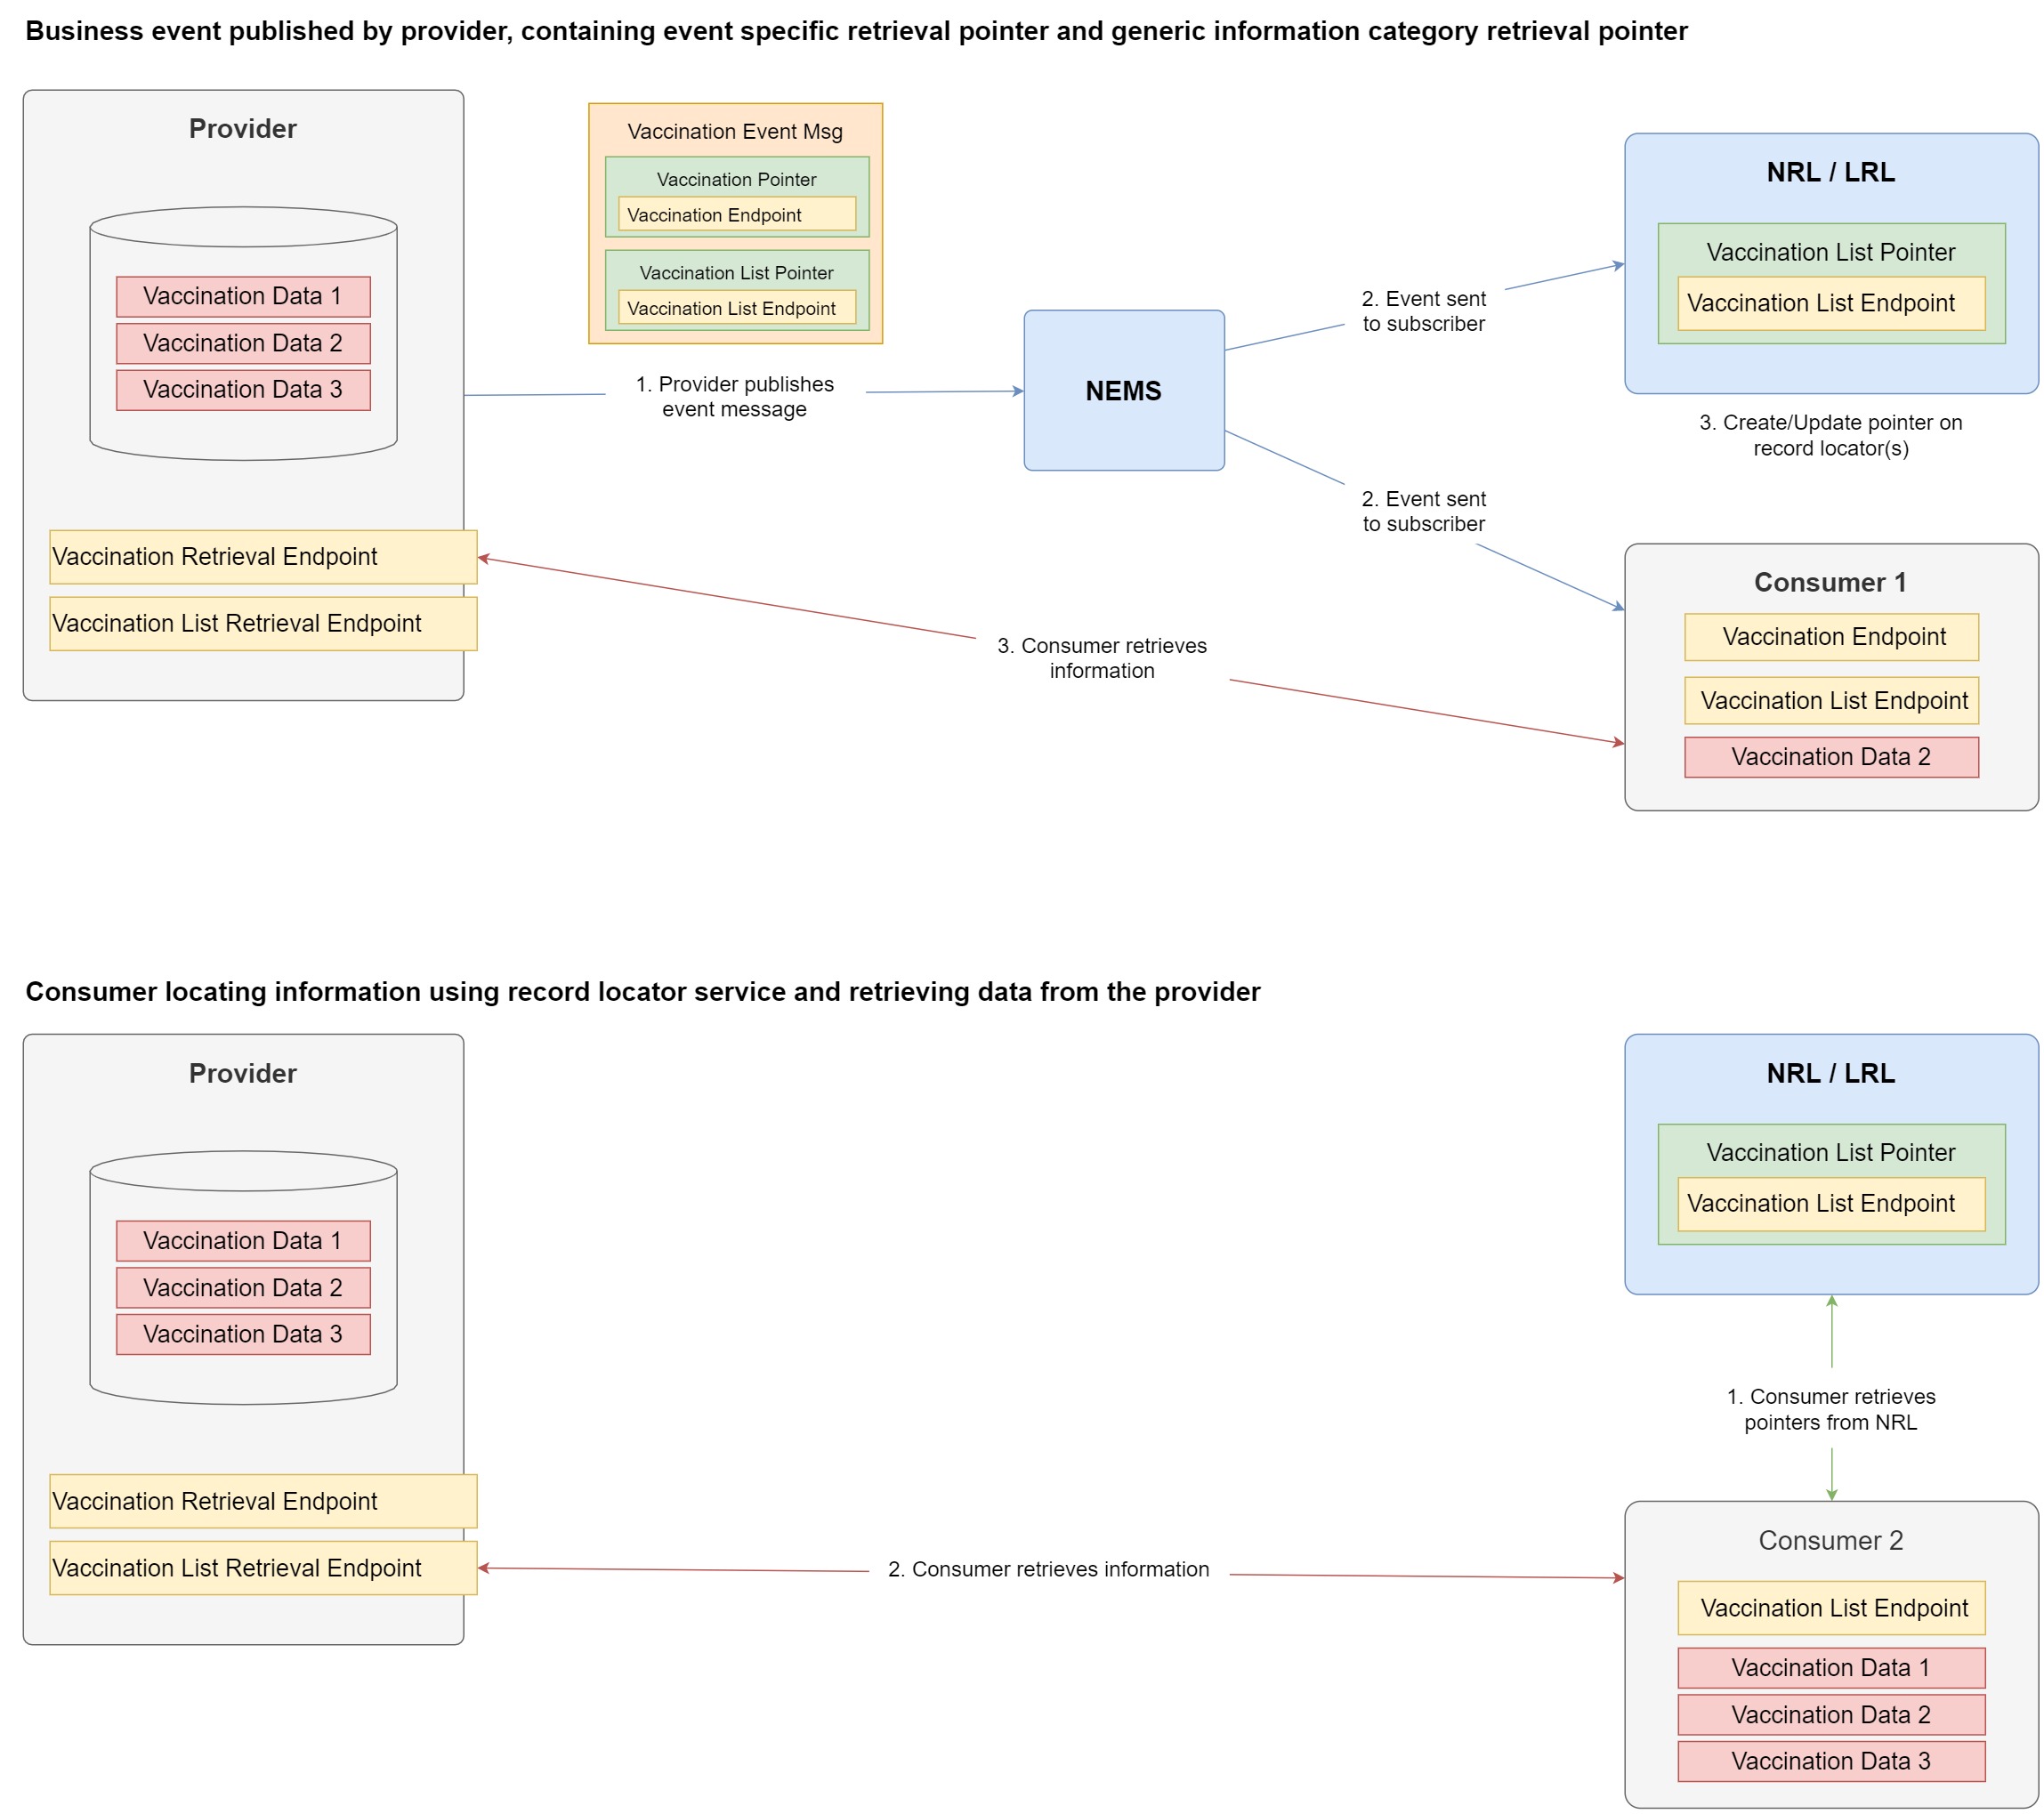 Business event published by provider, containing event specific retrieval pointer and generic information category retrieval pointer
Provider
Vaccination Data 1
Vaccination Data 2
Vaccination Data 3
Vaccination Retrieval Endpoint
Vaccination List Retrieval Endpoint
Vaccination Event Msg
Vaccination Pointer
Vaccination Endpoint
Vaccination List Pointer
Vaccination List Endpoint
1. Provider publishes
event message
NEMS
2. Event sent
to subscriber
2. Event sent
to subscriber
NRL / LRL
Vaccination List Pointer
Vaccination List Endpoint
3. Create/Update pointer on
record locator(s)
3. Consumer retrieves
information
Consumer 1
Vaccination Endpoint
Vaccination List Endpoint
Vaccination Data 2
Consumer locating information using record locator service and retrieving data from the provider
Provider
Vaccination Data 1
Vaccination Data 2
Vaccination Data 3
Vaccination Retrieval Endpoint
Vaccination List Retrieval Endpoint
NRL / LRL
Vaccination List Pointer
Vaccination List Endpoint
1. Consumer retrieves
pointers from NRL
2. Consumer retrieves information
Consumer 2
Vaccination List Endpoint
Vaccination Data 1
Vaccination Data 2
Vaccination Data 3